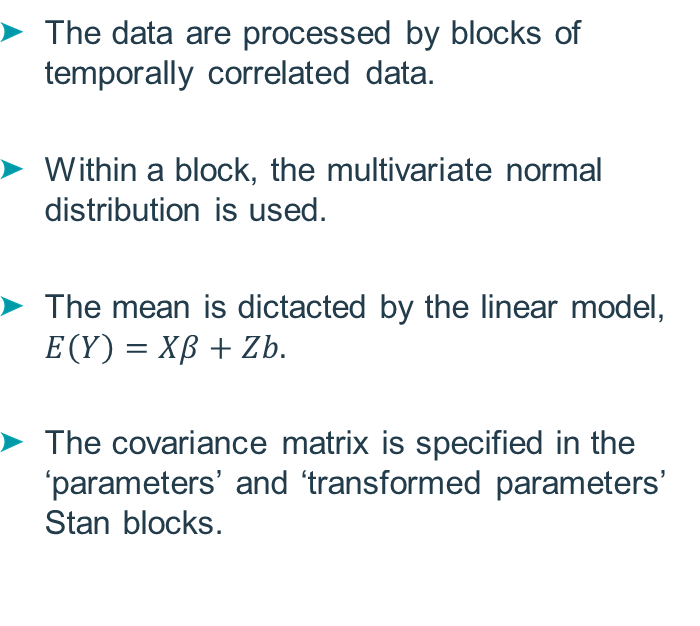 ➤ The data are processed by blocks of
temporally correlated data.
➤ Within a block, the multivariate normal
distribution is used.
➤ The mean is dictacted by the linear model,
E(Y) = Xβ + Zb.
➤ The covariance matrix is specified in the
‘parameters’ and ‘transformed parameters’
Stan blocks.